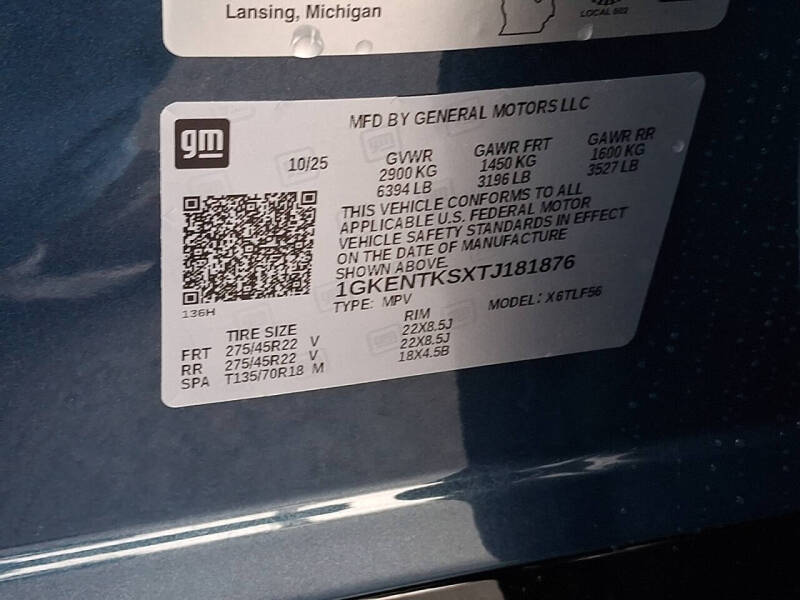 Lansing, Michigan
LOCAL 602
gm
MFD BY GENERAL MOTORS LLC
10/25
GVWR
2900 KG
6394 LB
GAWR FRT
1450 KG
3196 LB
GAWR RR
1600 KG
3527 LB
THIS VEHICLE CONFORMS TO ALL
APPLICABLE U.S. FEDERAL MOTOR
VEHICLE SAFETY STANDARDS IN EFFECT
ON THE DATE OF MANUFACTURE
SHOWN ABOVE.
1GKENTKSXTJ181876
TYPE: MPV MODEL: X6TLF56
136H
TIRE SIZE RIM
FRT 275/45R22 V 22X8.5J
RR 275/45R22 V 22X8.5J
SPA T135/70R18 M 18X4.5B